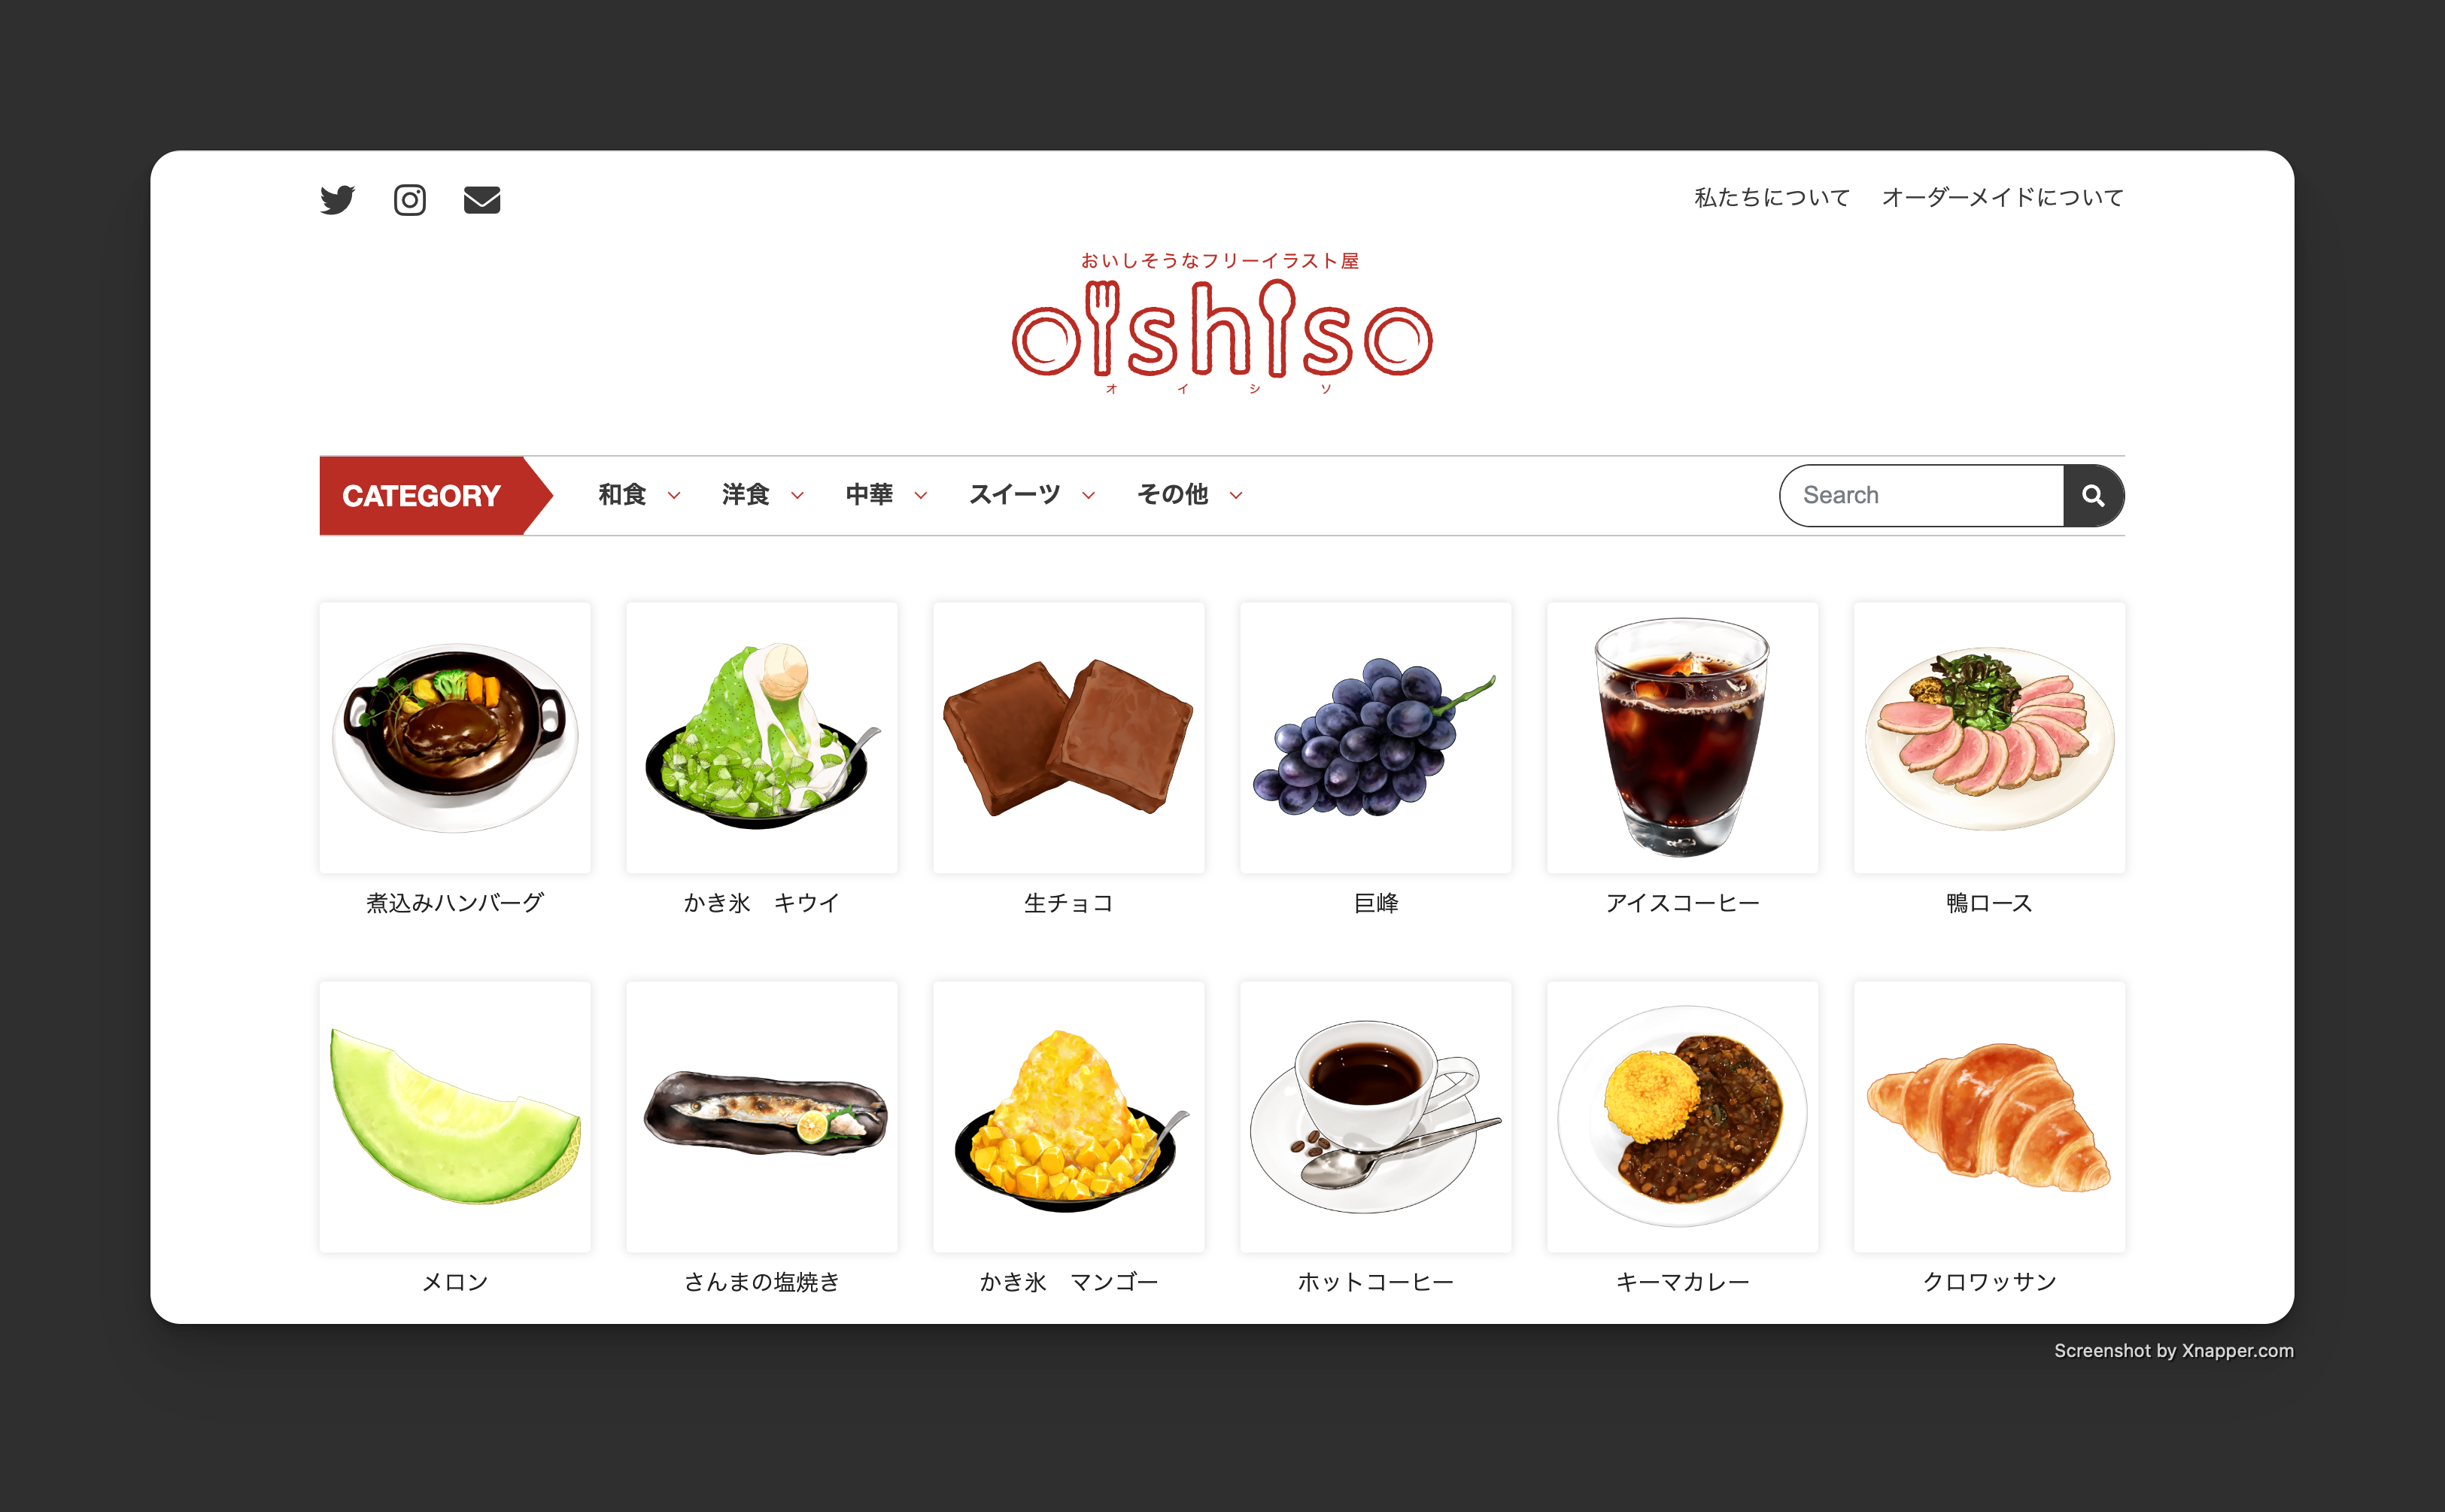 私たちについて オーダーメイドについて
おいしそうなフリーイラスト屋
oishiso
オイシソ
CATEGORY 和食 洋食 中華 スイーツ その他 Search
煮込みハンバーグ かき氷　キウイ 生チョコ 巨峰 アイスコーヒー 鴨ロース
メロン さんまの塩焼き かき氷　マンゴー ホットコーヒー キーマカレー クロワッサン
Screenshot by Xnapper.com